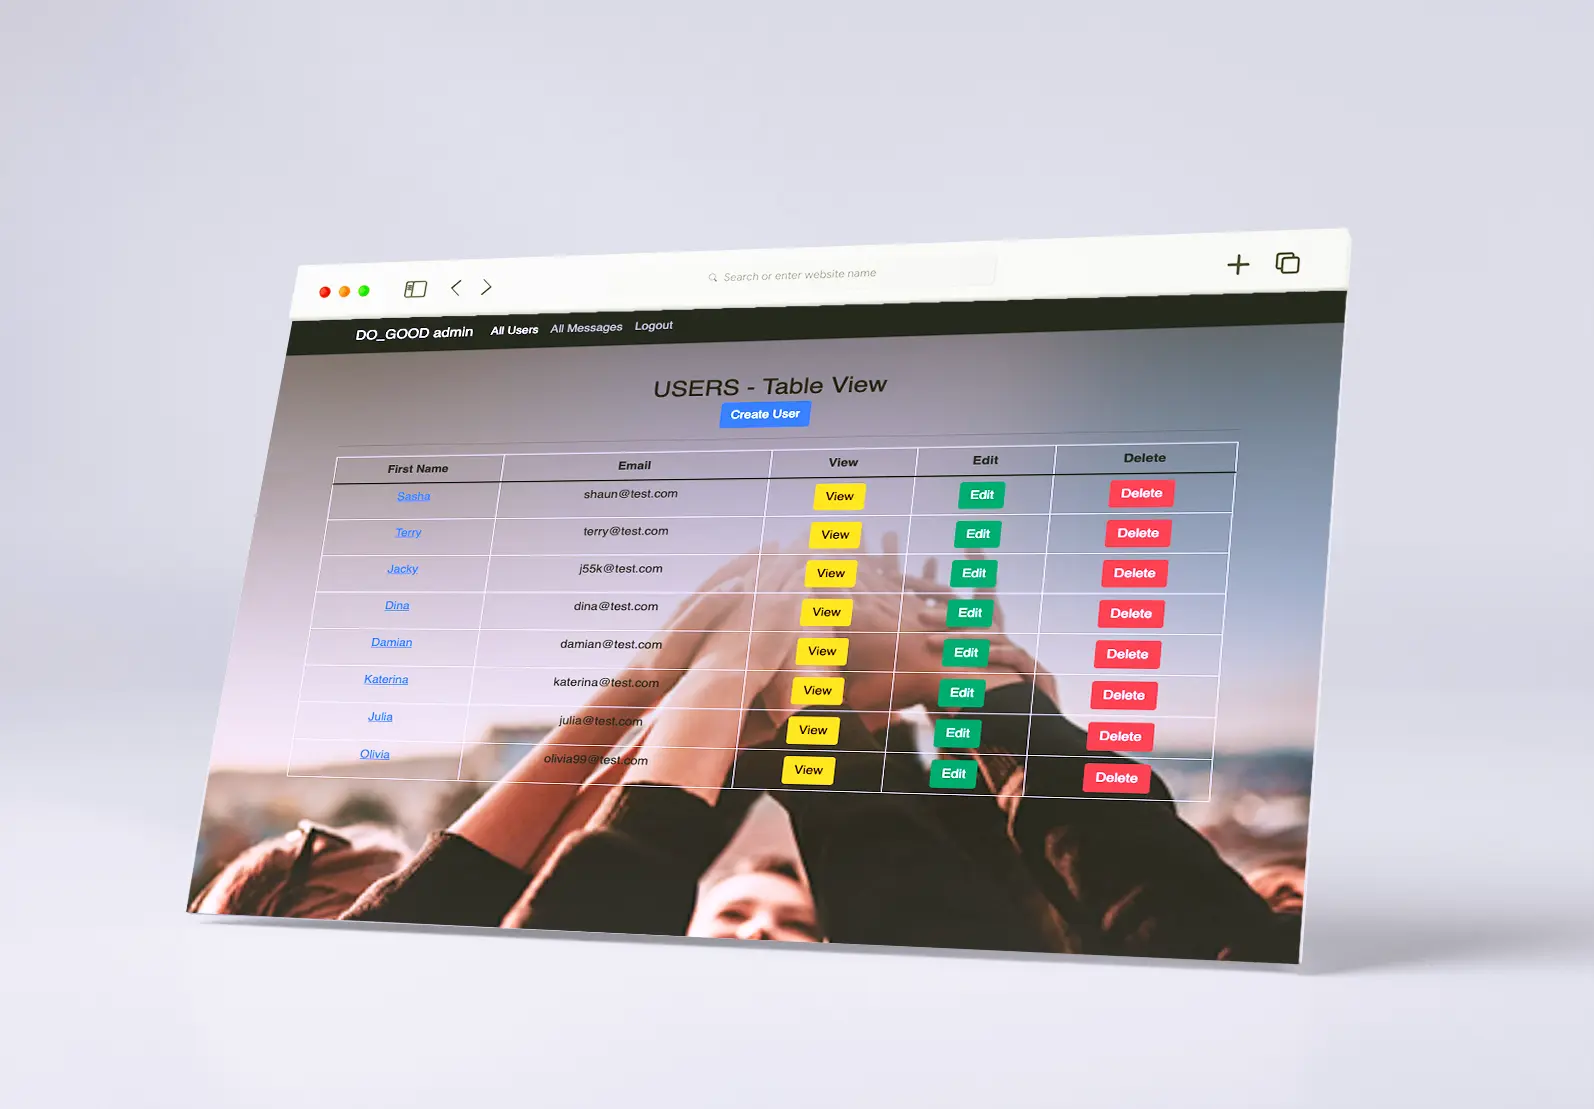 Search or enter website name
DO_GOOD admin All Users All Messages Logout
USERS - Table View
Create User
First Name Email View Edit Delete
Sasha shaun@test.com View Edit Delete
Terry terry@test.com View Edit Delete
Jacky j55k@test.com View Edit Delete
Dina dina@test.com View Edit Delete
Damian damian@test.com View Edit Delete
Katerina katerina@test.com View Edit Delete
Julia julia@test.com View Edit Delete
Olivia olivia99@test.com View Edit Delete